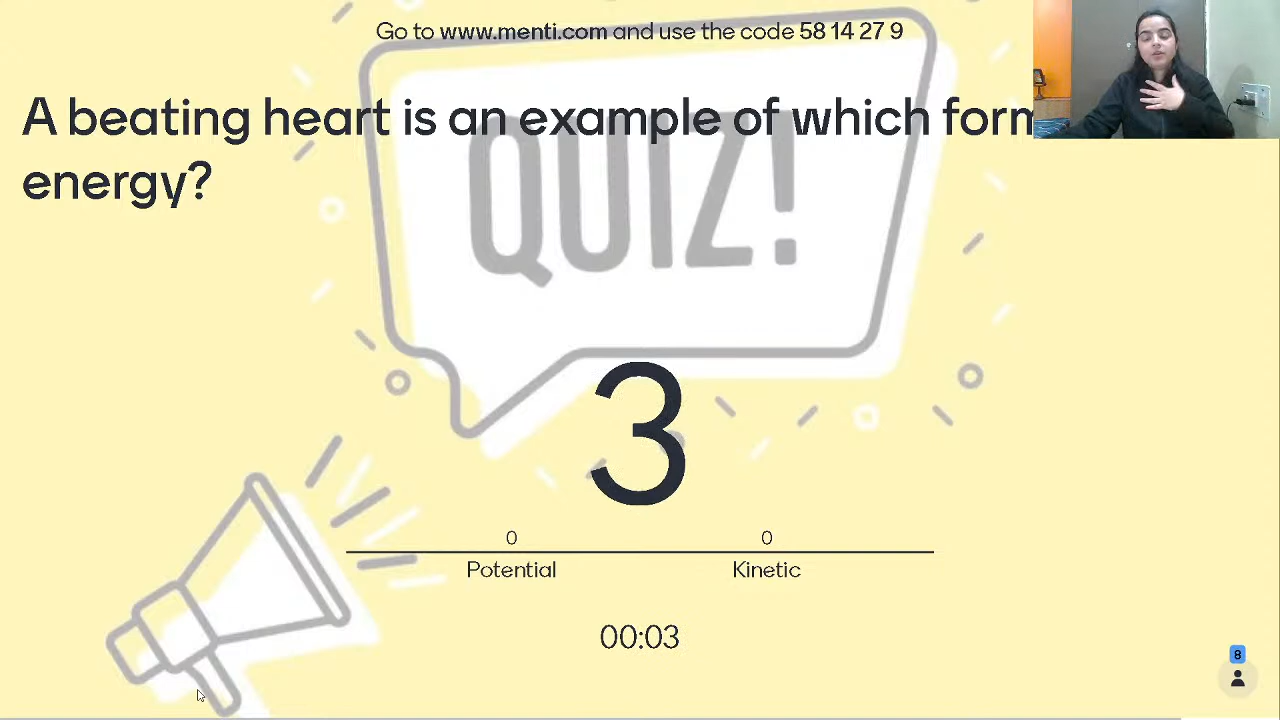 Go to www.menti.com and use the code 58 14 27 9
A beating heart is an example of which form
energy?
QUIZ!
3
0 0
Potential Kinetic
00:03
8